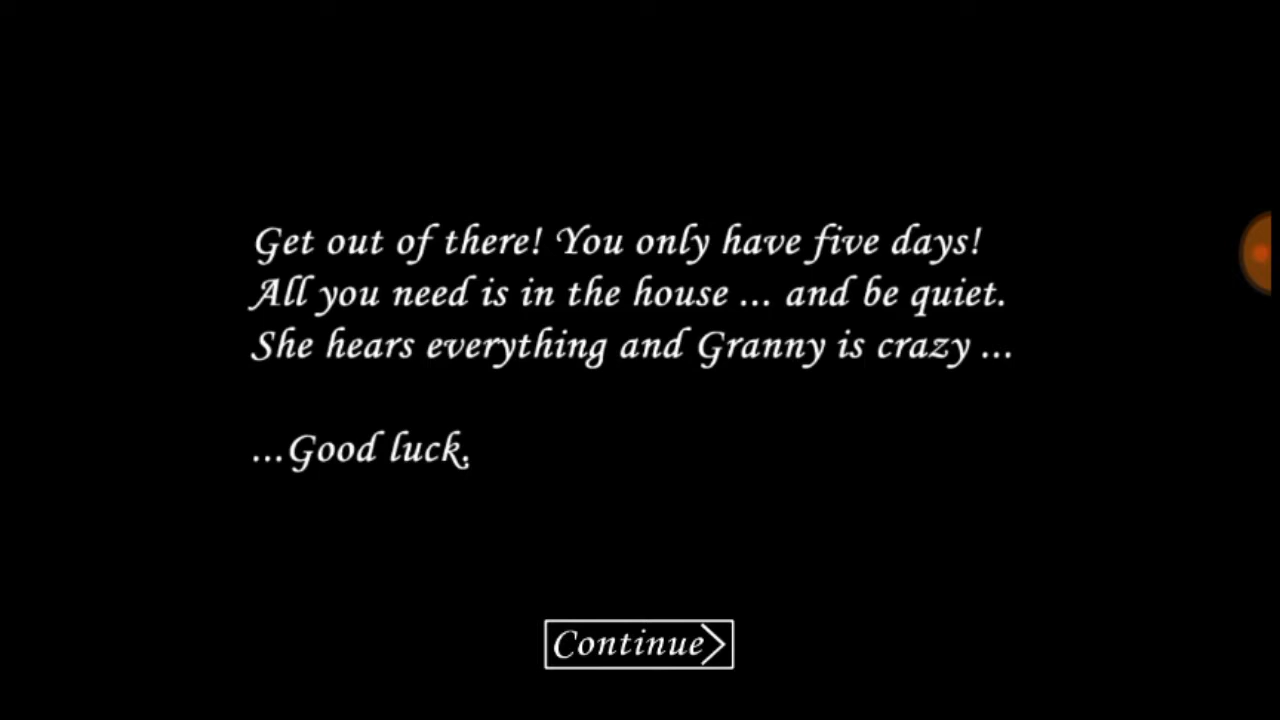 Get out of there! You only have five days!
All you need is in the house ... and be quiet.
She hears everything and Granny is crazy ...
...Good luck.
Continue